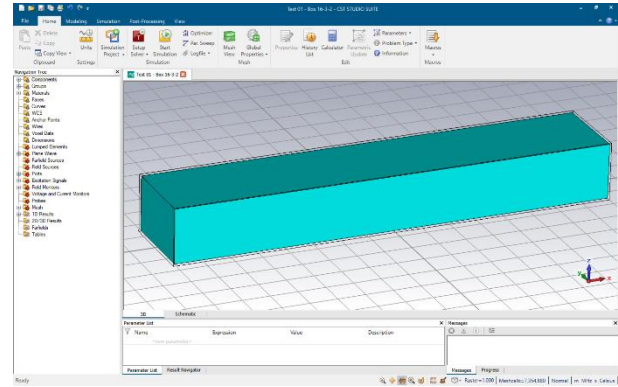 Test 01 - Box 16-3-2 - CST STUDIO SUITE
File Home Modeling Simulation Post-Processing View
Paste
Delete
Copy
Copy View
Clipboard
Units
Settings
Simulation Project
Setup Solver
Start Simulation
Optimizer
Par. Sweep
Logfile
Simulation
Mesh View
Global Properties
Mesh
Properties
History List
Calculator
Parametric Update
Parameters
Problem Type
Information
Edit
Macros
Macros
Navigation Tree
Test 01 - Box 16-3-2
Components
Groups
Materials
Faces
Curves
WCS
Anchor Points
Wires
Voxel Data
Dimensions
Lumped Elements
Plane Wave
Farfield Sources
Field Sources
Ports
Excitation Signals
Field Monitors
Voltage and Current Monitors
Probes
Mesh
1D Results
2D/3D Results
Farfields
Tables
z
y
x
3D Schematic
Parameter List
Name Expression Value Description
Parameter List Result Navigator
Messages
Messages Progress
Ready
Raster=1.000
Normal m MHz s Celsius